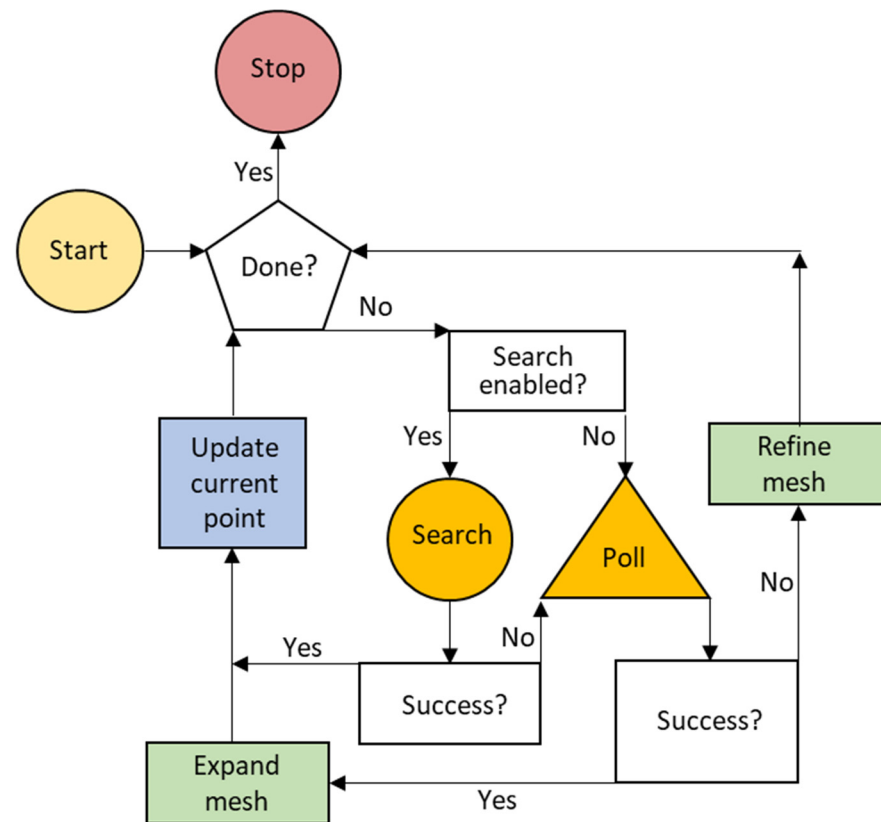 Stop
Yes
Start
Done?
No
Search
enabled?
Yes
No
Update
current
point
Refine
mesh
Search
Poll
No
No
Yes
Success?
Success?
Expand
mesh
Yes